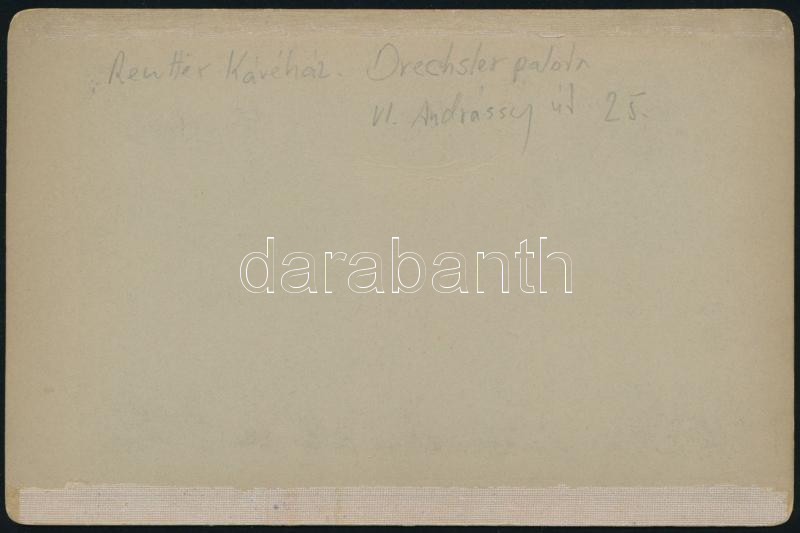 Reutter Kávéház. Drechsler palota
VI. Andrássy út 25.
darabanth